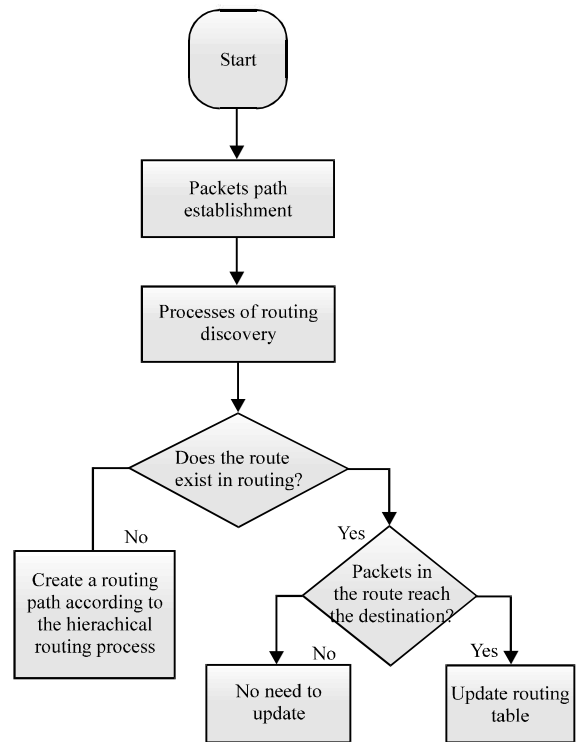 Start
Packets path
establishment
Processes of routing
discovery
Does the route
exist in routing?
No
Yes
Create a routing
path according to
the hierachical
routing process
Packets in
the route reach
the destination?
No
Yes
No need to
update
Update routing
table